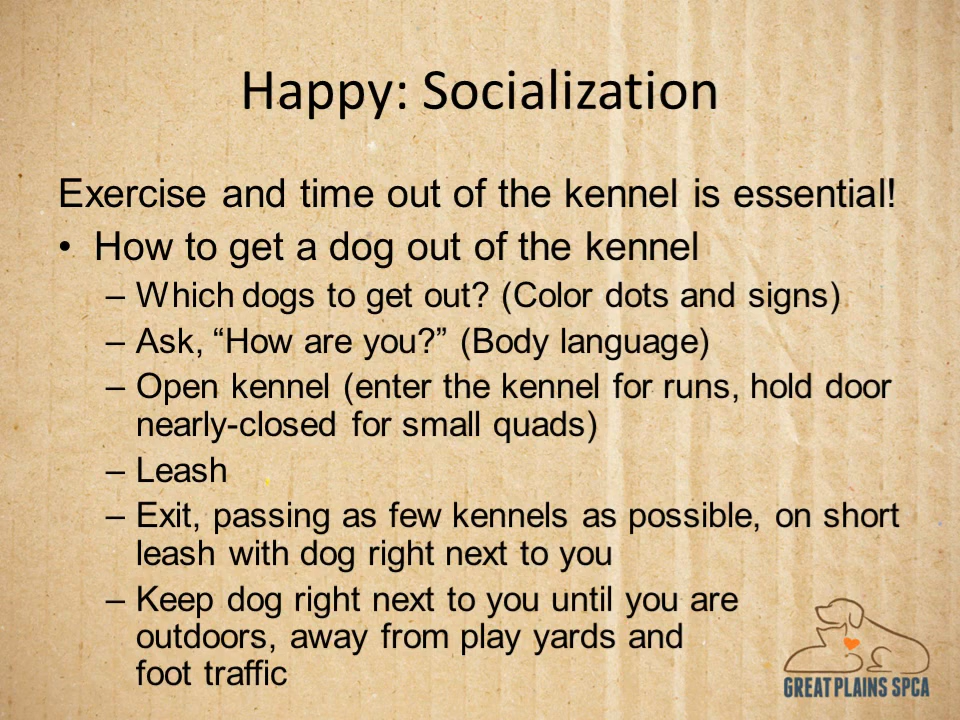 Happy: Socialization
Exercise and time out of the kennel is essential!
• How to get a dog out of the kennel
– Which dogs to get out? (Color dots and signs)
– Ask, “How are you?” (Body language)
– Open kennel (enter the kennel for runs, hold door
nearly-closed for small quads)
– Leash
– Exit, passing as few kennels as possible, on short
leash with dog right next to you
– Keep dog right next to you until you are
outdoors, away from play yards and
foot traffic
GREAT PLAINS SPCA